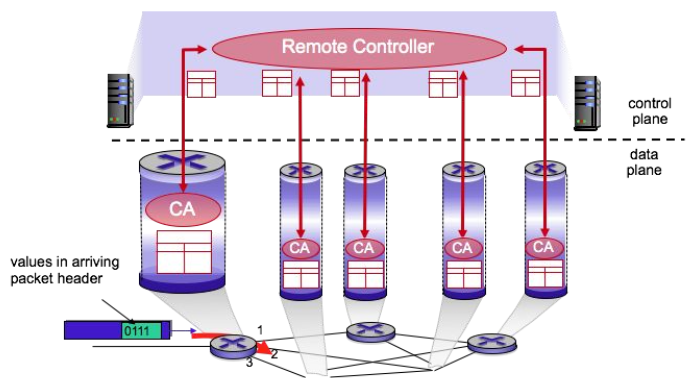 Remote Controller
control
plane
data
plane
CA
CA
CA
CA
CA
values in arriving
packet header
0111
1
2
3